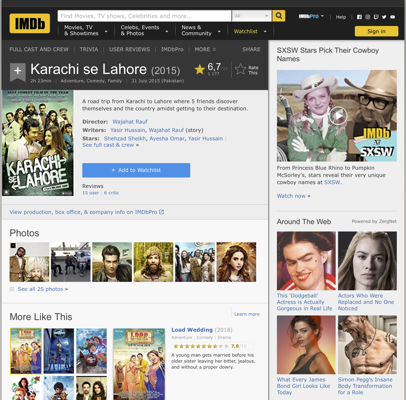 IMDb
Find Movies, TV shows, Celebrities and more...
All
Movies, TV
& Showtimes
Celebs, Events
& Photos
News &
Community
Watchlist
IMDbPro
Help
Sign in
FULL CAST AND CREW | TRIVIA | USER REVIEWS | IMDbPro | MORE
SHARE
Karachi se Lahore (2015)
2h 13min | Adventure, Comedy, Family | 31 July 2015 (Pakistan)
6,7
Rate
This
A road trip from Karachi to Lahore where 5 friends discover
themselves and the country amidst getting to their destination.
Director: Wajahat Rauf
Writers: Yasir Hussain, Wajahat Rauf (story)
Stars: Shehzad Sheikh, Ayesha Omar, Yasir Hussain |
See full cast & crew »
+ Add to Watchlist
Reviews
15 user | 6 critic
KARACHI
SE
LAHORE
View production, box office, & company info on IMDbPro
Photos
See all 25 photos »
More Like This
Learn more
Load Wedding (2018)
Adventure | Comedy | Drama
A young man gets married before his
older sister leaving her bitter, jealous,
and without a proper dowry.
SXSW Stars Pick Their Cowboy
Names
IMDb
AT
SXSW
From Princess Blue Rhino to Pumpkin
McSorley's, stars reveal their very unique
cowboy names at SXSW.
Watch now »
Around The Web
Powered by ZergNet
This 'Dodgeball'
Actress is Actually
Gorgeous in Real Life
Actors Who Were
Replaced and No One
Noticed
What Every James
Bond Girl Looks Like
Today
Simon Pegg's Insane
Body Transformation
for a Role